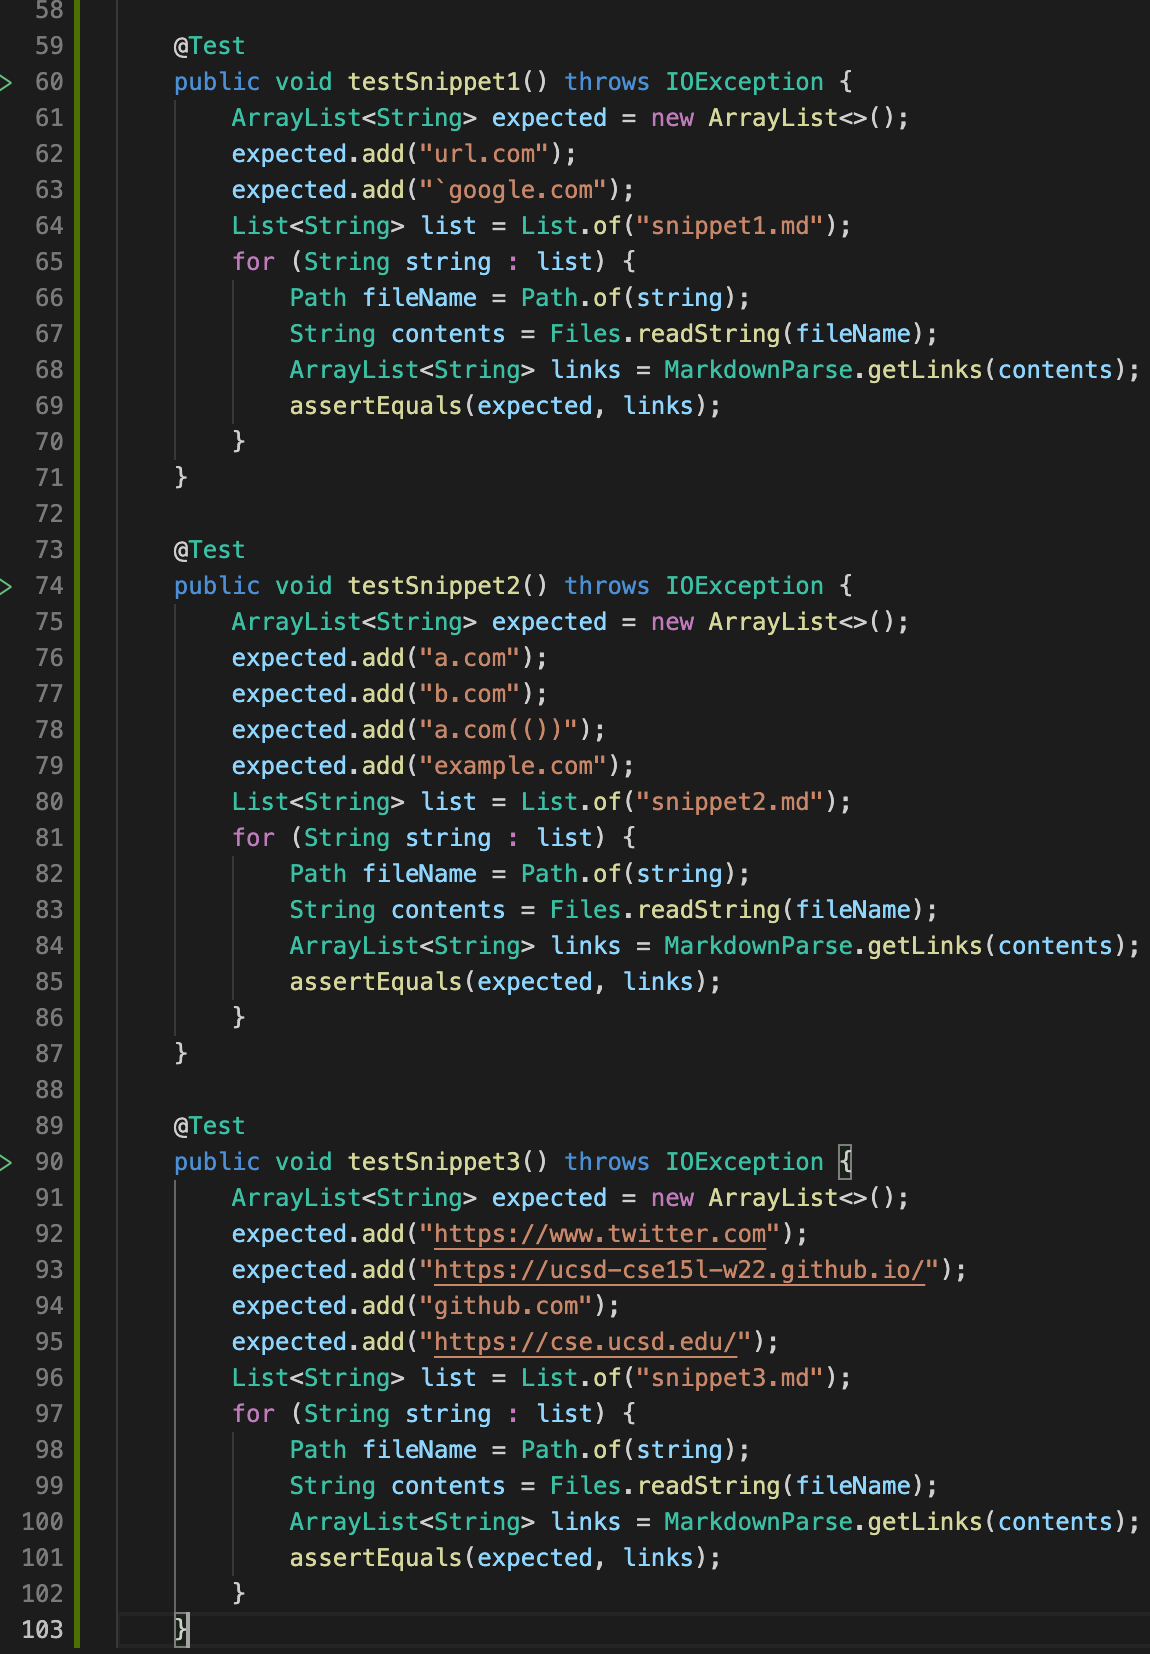 58
59 @Test
60 public void testSnippet1() throws IOException {
61 ArrayList<String> expected = new ArrayList<>();
62 expected.add("url.com");
63 expected.add("`google.com");
64 List<String> list = List.of("snippet1.md");
65 for (String string : list) {
66 Path fileName = Path.of(string);
67 String contents = Files.readString(fileName);
68 ArrayList<String> links = MarkdownParse.getLinks(contents);
69 assertEquals(expected, links);
70 }
71 }
72
73 @Test
74 public void testSnippet2() throws IOException {
75 ArrayList<String> expected = new ArrayList<>();
76 expected.add("a.com");
77 expected.add("b.com");
78 expected.add("a.com(())");
79 expected.add("example.com");
80 List<String> list = List.of("snippet2.md");
81 for (String string : list) {
82 Path fileName = Path.of(string);
83 String contents = Files.readString(fileName);
84 ArrayList<String> links = MarkdownParse.getLinks(contents);
85 assertEquals(expected, links);
86 }
87 }
88
89 @Test
90 public void testSnippet3() throws IOException {
91 ArrayList<String> expected = new ArrayList<>();
92 expected.add("https://www.twitter.com");
93 expected.add("https://ucsd-cse15l-w22.github.io/");
94 expected.add("github.com");
95 expected.add("https://cse.ucsd.edu/");
96 List<String> list = List.of("snippet3.md");
97 for (String string : list) {
98 Path fileName = Path.of(string);
99 String contents = Files.readString(fileName);
100 ArrayList<String> links = MarkdownParse.getLinks(contents);
101 assertEquals(expected, links);
102 }
103 }